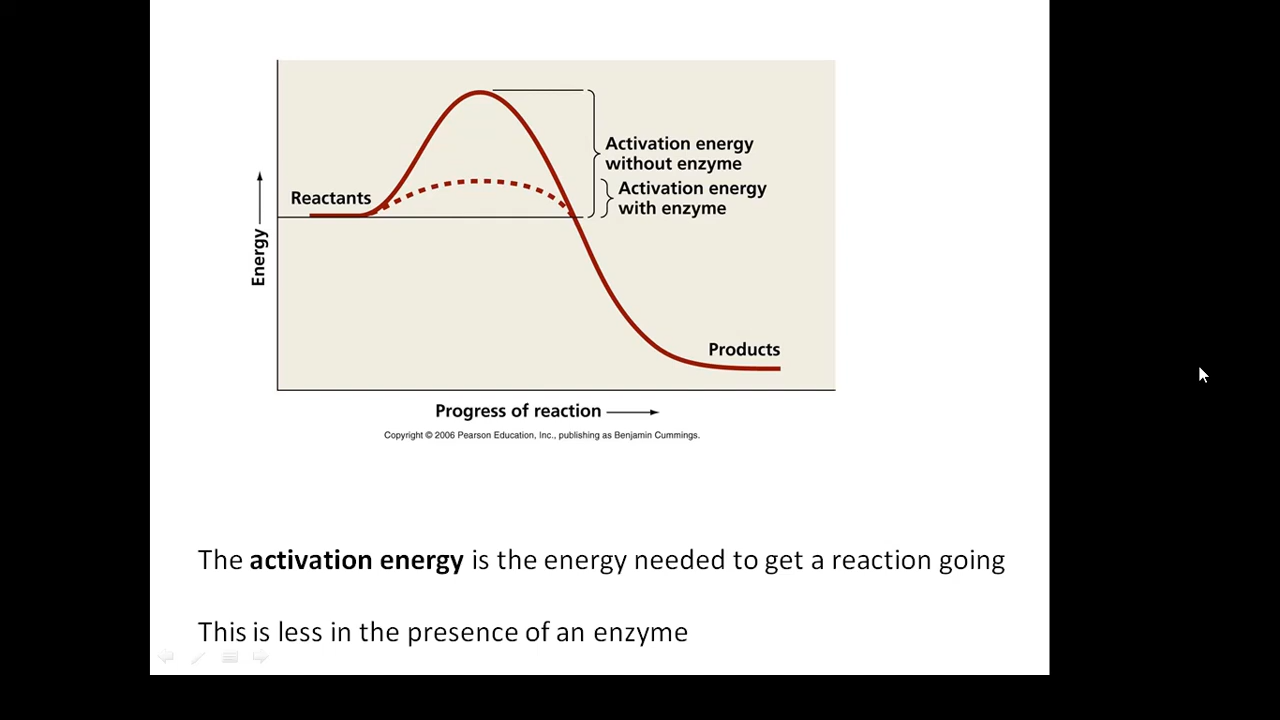 Activation energy
without enzyme
Reactants
Activation energy
with enzyme
Energy
Products
Progress of reaction
Copyright © 2006 Pearson Education, Inc., publishing as Benjamin Cummings.
The activation energy is the energy needed to get a reaction going
This is less in the presence of an enzyme